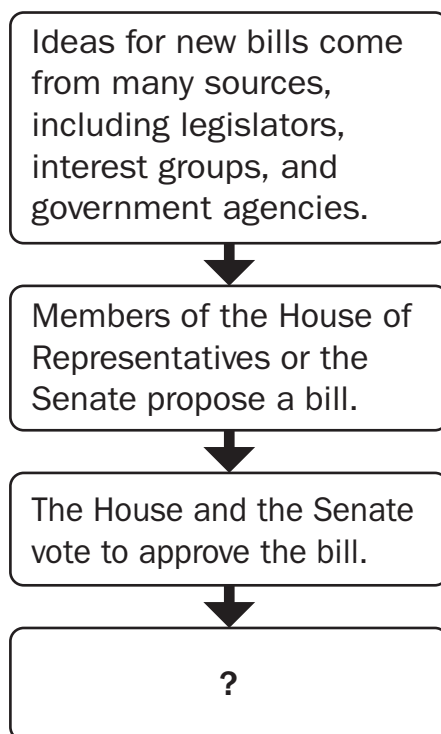 Ideas for new bills come
from many sources,
including legislators,
interest groups, and
government agencies.
Members of the House of
Representatives or the
Senate propose a bill.
The House and the Senate
vote to approve the bill.
?